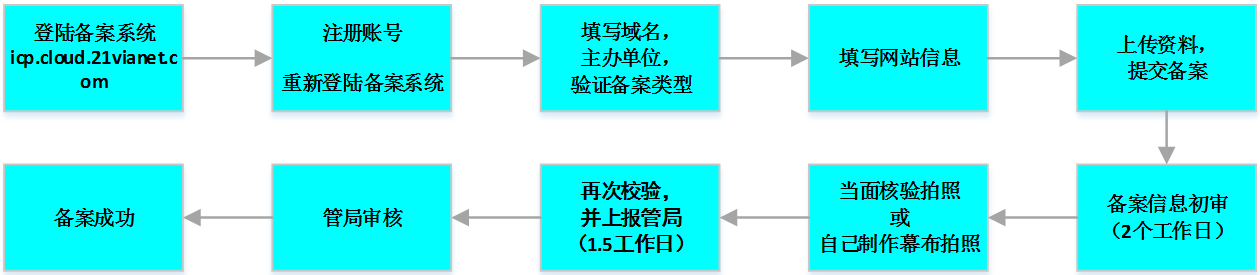 登陆备案系统
icp.cloud.21vianet.c
om
注册账号
重新登陆备案系统
填写域名，
主办单位，
验证备案类型
填写网站信息
上传资料，
提交备案
备案信息初审
（2个工作日）
当面核验拍照
或
自己制作幕布拍照
再次校验，
并上报管局
（1.5工作日）
管局审核
备案成功